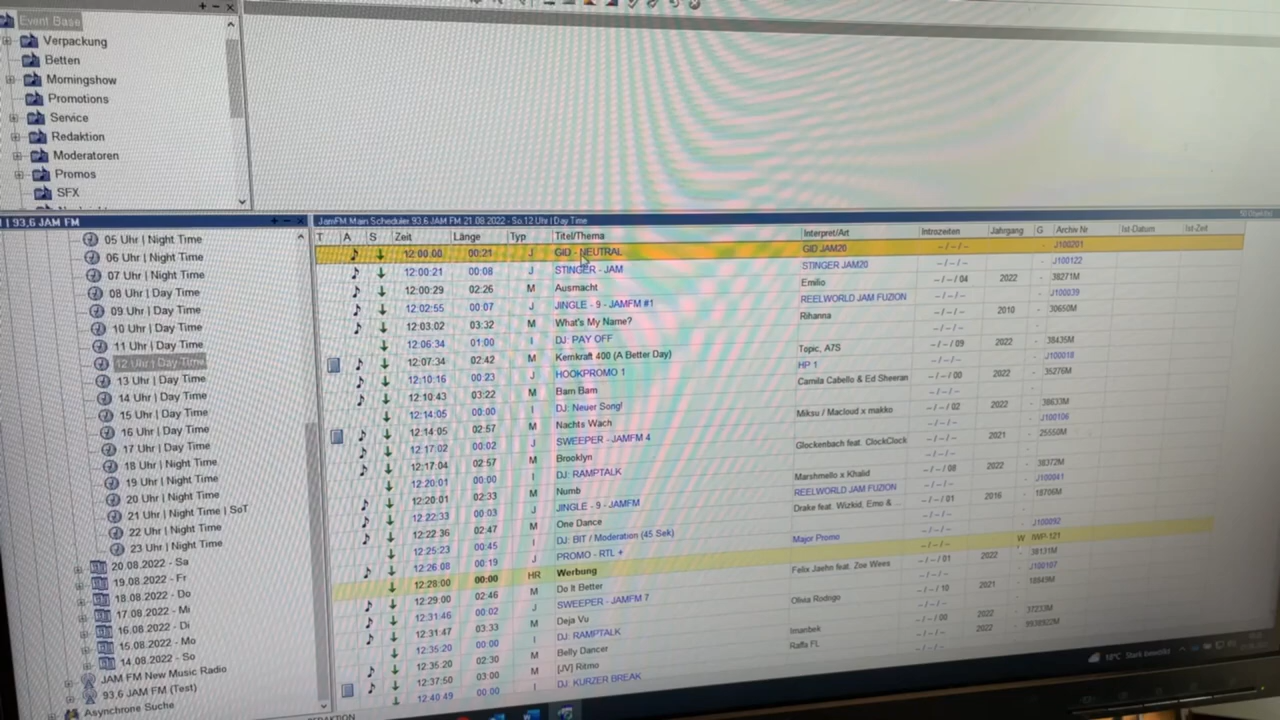 Event Base
Verpackung
Betten
Morningshow
Promotions
Service
Redaktion
Moderatoren
Promos
SFX
| 93,6 JAM FM
05 Uhr | Night Time
06 Uhr | Night Time
07 Uhr | Night Time
08 Uhr | Day Time
09 Uhr | Day Time
10 Uhr | Day Time
11 Uhr | Day Time
12 Uhr | Day Time
13 Uhr | Day Time
14 Uhr | Day Time
15 Uhr | Day Time
16 Uhr | Day Time
17 Uhr | Day Time
18 Uhr | Night Time
19 Uhr | Night Time
20 Uhr | Night Time
21 Uhr | Night Time | SoT
22 Uhr | Night Time
23 Uhr | Night Time
20.08.2022 - Sa
19.08.2022 - Fr
18.08.2022 - Do
17.08.2022 - Mi
16.08.2022 - Di
15.08.2022 - Mo
14.08.2022 - So
JAM FM New Music Radio
93,6 JAM FM (Test)
Asynchrone Suche
JamFM Main Scheduler 93,6 JAM FM 21.08.2022 - So 12 Uhr | Day Time
T A S Zeit Länge Typ Titel/Thema Interpret/Art Introzeiten Jahrgang G Archiv Nr Ist-Datum Ist-Zeit
12:00:00 00:21 J GID - NEUTRAL GID JAM20 - / - / - - J100201
12:00:21 00:08 J STINGER - JAM STINGER JAM20 - / - / - - J100122
12:00:29 02:26 M Ausmacht Emilio - / - / 04 2022 - 38271M
12:02:55 00:07 J JINGLE - 9 - JAMFM #1 REELWORLD JAM FUZION - / - / - J100039
12:03:02 03:32 M What's My Name? Rihanna - / - / - 2010 - 30650M
12:06:34 01:00 I DJ: PAY OFF - / - / -
12:07:34 02:42 M Kernkraft 400 (A Better Day) Topic, A7S - / - / 09 2022 - 38435M
12:10:16 00:23 J HOOKPROMO 1 HP 1 - / - / - J100018
12:10:43 03:22 M Bam Bam Camila Cabello & Ed Sheeran - / - / 00 2022 - 35276M
12:14:05 00:00 I DJ: Neuer Song! - / - / -
12:14:05 02:57 M Nachts Wach Miksu / Macloud x makko - / - / 02 2022 - 38633M
12:17:02 00:02 J SWEEPER - JAMFM 4 - / - / - J100106
12:17:04 02:57 M Brooklyn Glockenbach feat. ClockClock - / - / - 2021 - 25550M
12:20:01 00:00 I DJ: RAMPTALK - / - / -
12:20:01 02:33 M Numb Marshmello x Khalid - / - / 08 2022 - 38372M
12:22:33 00:03 J JINGLE - 9 - JAMFM REELWORLD JAM FUZION - / - / - J100041
12:22:36 02:47 M One Dance Drake feat. Wizkid, Emo & ... - / - / 01 2016 - 18706M
12:25:23 00:45 I DJ: BIT / Moderation (45 Sek) - / - / -
12:26:08 00:19 J PROMO - RTL + Major Promo - / - / - J100092
12:28:00 00:00 HR Werbung - / - / - W
12:29:00 02:46 M Do It Better Felix Jaehn feat. Zoe Wees - / - / 01 2022 - 38131M
12:31:46 00:02 J SWEEPER - JAMFM 7 - / - / - J100107
12:31:47 03:33 M Deja Vu Olivia Rodrigo - / - / 10 2021 - 18849M
12:35:20 00:00 I DJ: RAMPTALK - / - / -
12:35:20 02:30 M Belly Dancer Imanbek - / - / 00 2022 - 37233M
12:37:50 03:00 M [JV] Ritmo Raffa FL - / - / - 2022
12:40:49 00:00 I DJ: KURZER BREAK
REDAKTION
18°C Stark bewölkt